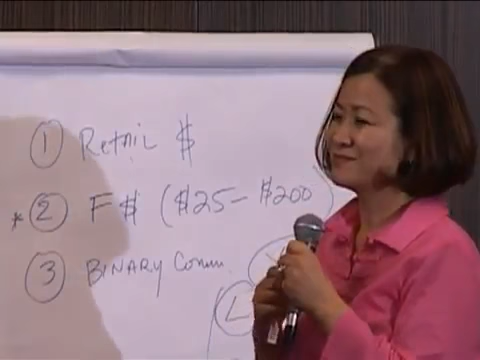 ① Retail $
* ② F$ ($25 - $200)
③ BINARY Comm.
L